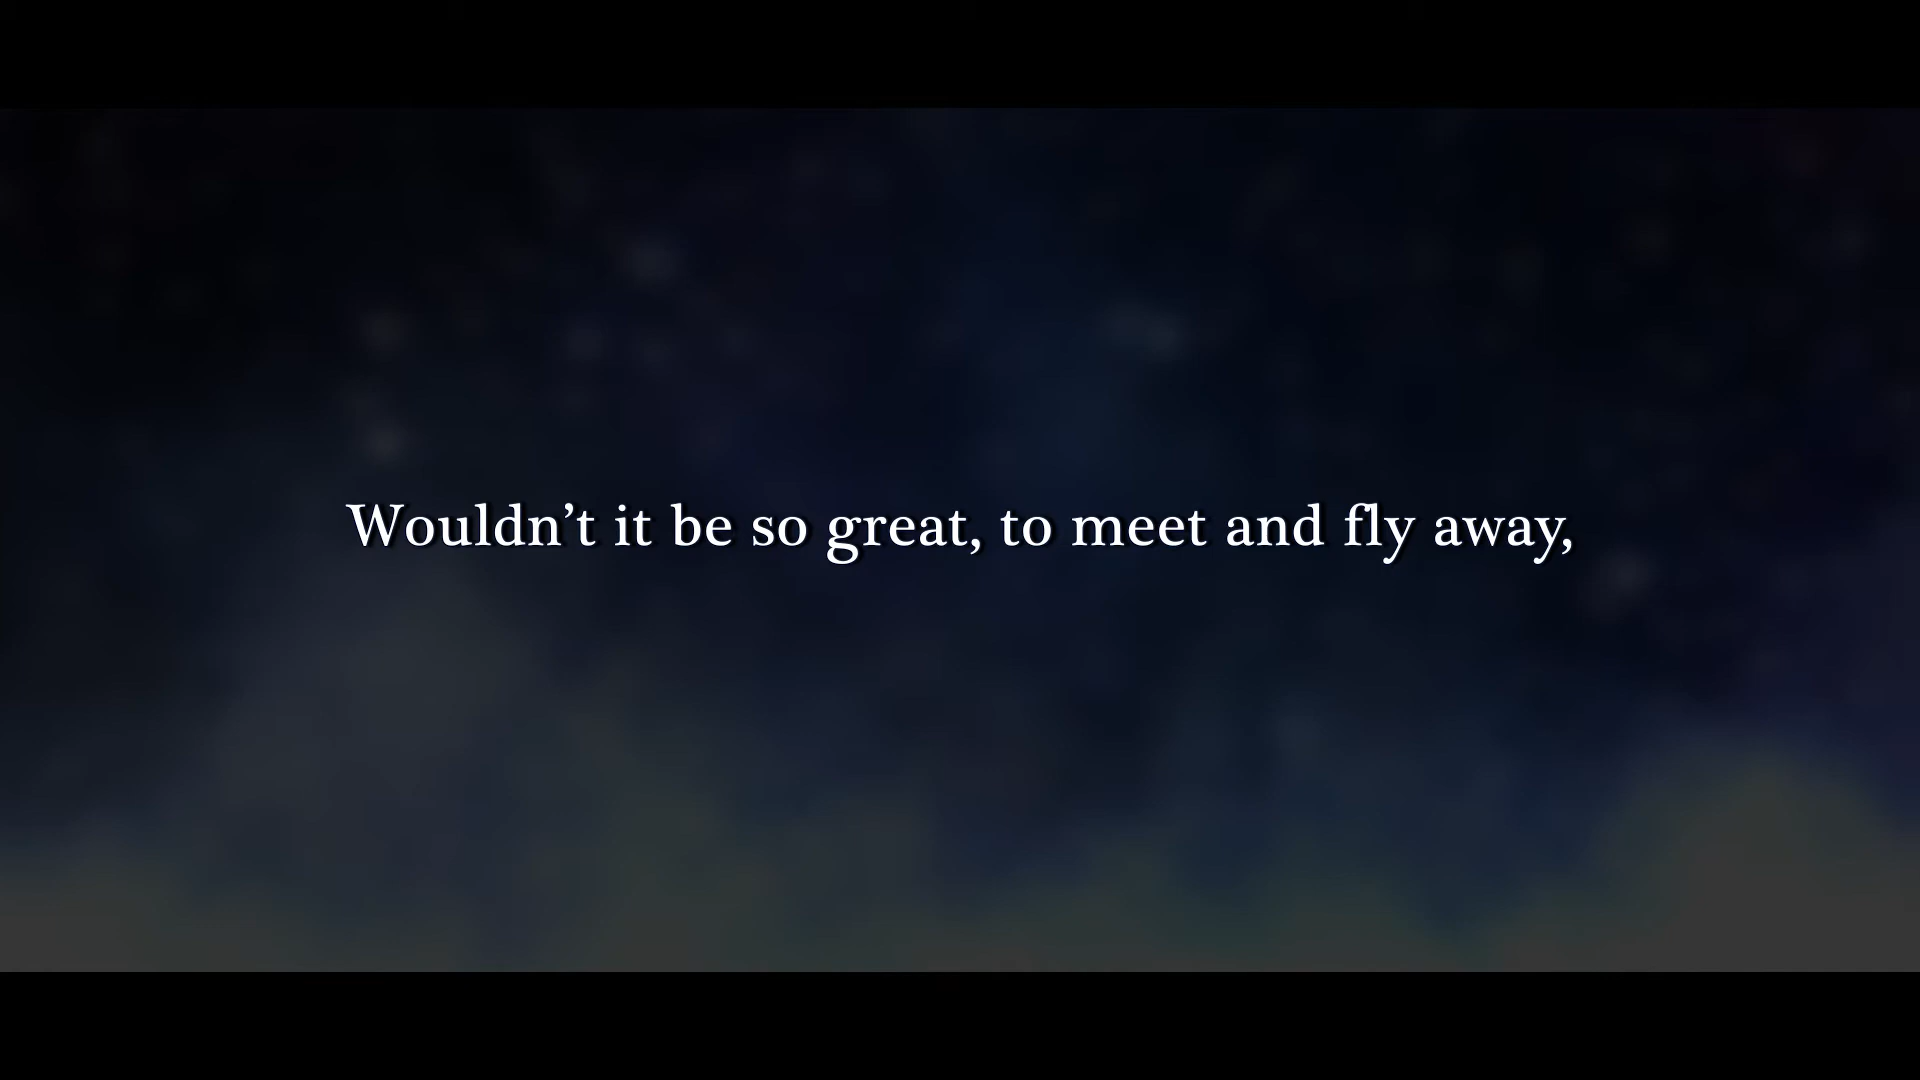 Wouldn’t it be so great, to meet and fly away,